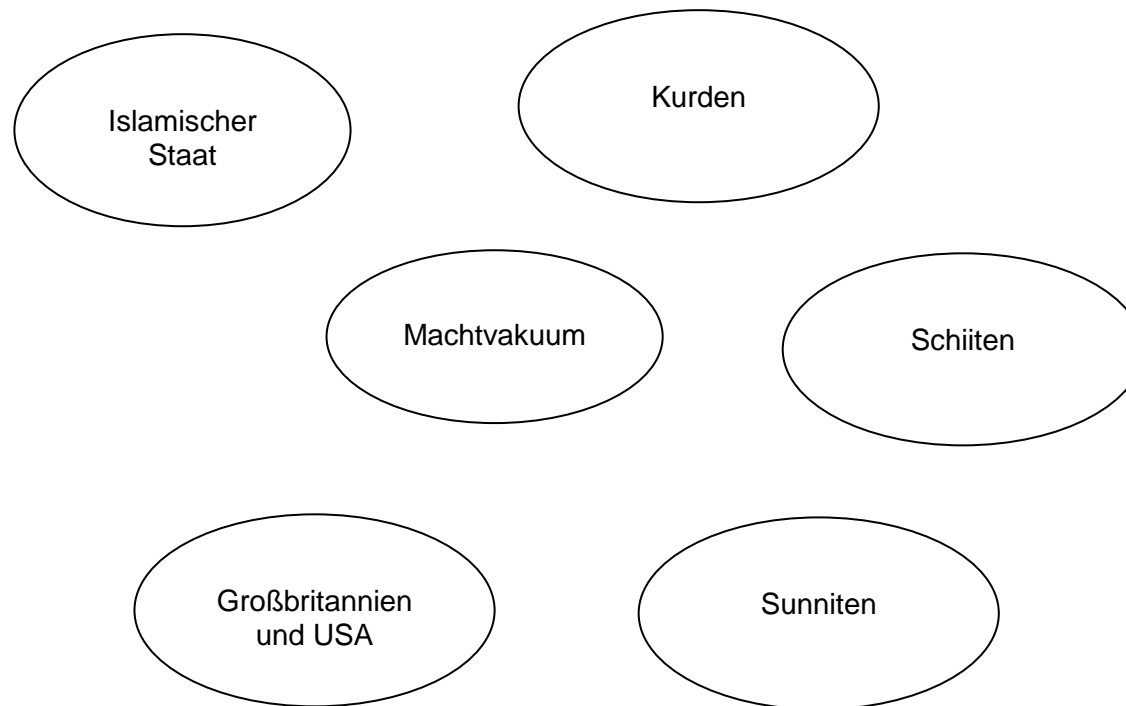 Islamischer
Staat
Kurden
Machtvakuum
Schiiten
Großbritannien
und USA
Sunniten